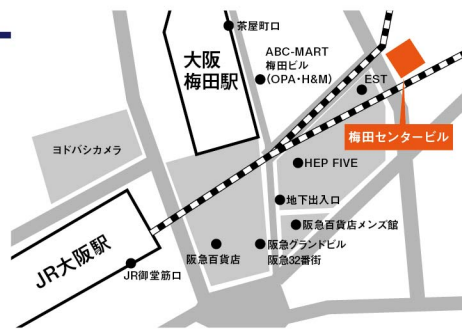 茶屋町口
大阪
梅田駅
ABC-MART
梅田ビル
(OPA・H&M)
EST
梅田センタービル
ヨドバシカメラ
HEP FIVE
地下出入口
阪急百貨店メンズ館
JR大阪駅
阪急百貨店
阪急グランドビル
阪急32番街
JR御堂筋口